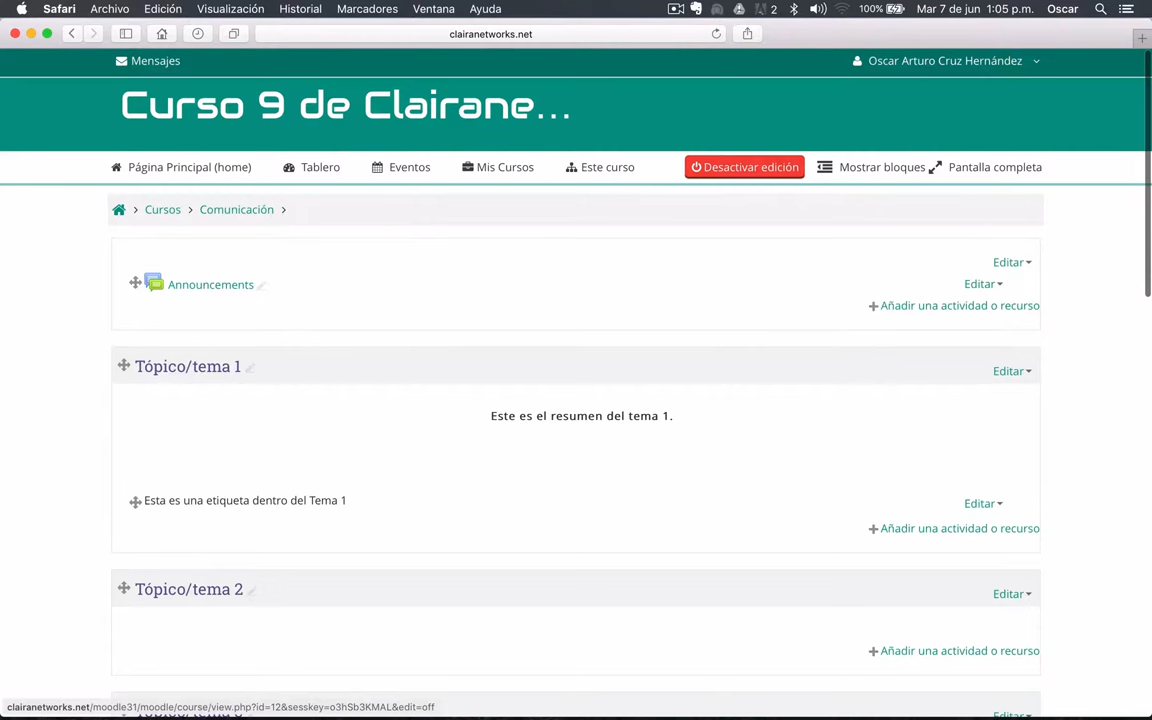 Safari Archivo Edición Visualización Historial Marcadores Ventana Ayuda 2 100% Mar 7 de jun 1:05 p.m. Oscar
clairanetworks.net
Mensajes Oscar Arturo Cruz Hernández
Curso 9 de Clairane...
Página Principal (home) Tablero Eventos Mis Cursos Este curso Desactivar edición Mostrar bloques Pantalla completa
Cursos Comunicación
Editar
Announcements Editar
Añadir una actividad o recurso
Tópico/tema 1 Editar
Este es el resumen del tema 1.
Esta es una etiqueta dentro del Tema 1 Editar
Añadir una actividad o recurso
Tópico/tema 2 Editar
Añadir una actividad o recurso
clairanetworks.net/moodle31/moodle/course/view.php?id=12&sesskey=o3hSb3KMAL&edit=off